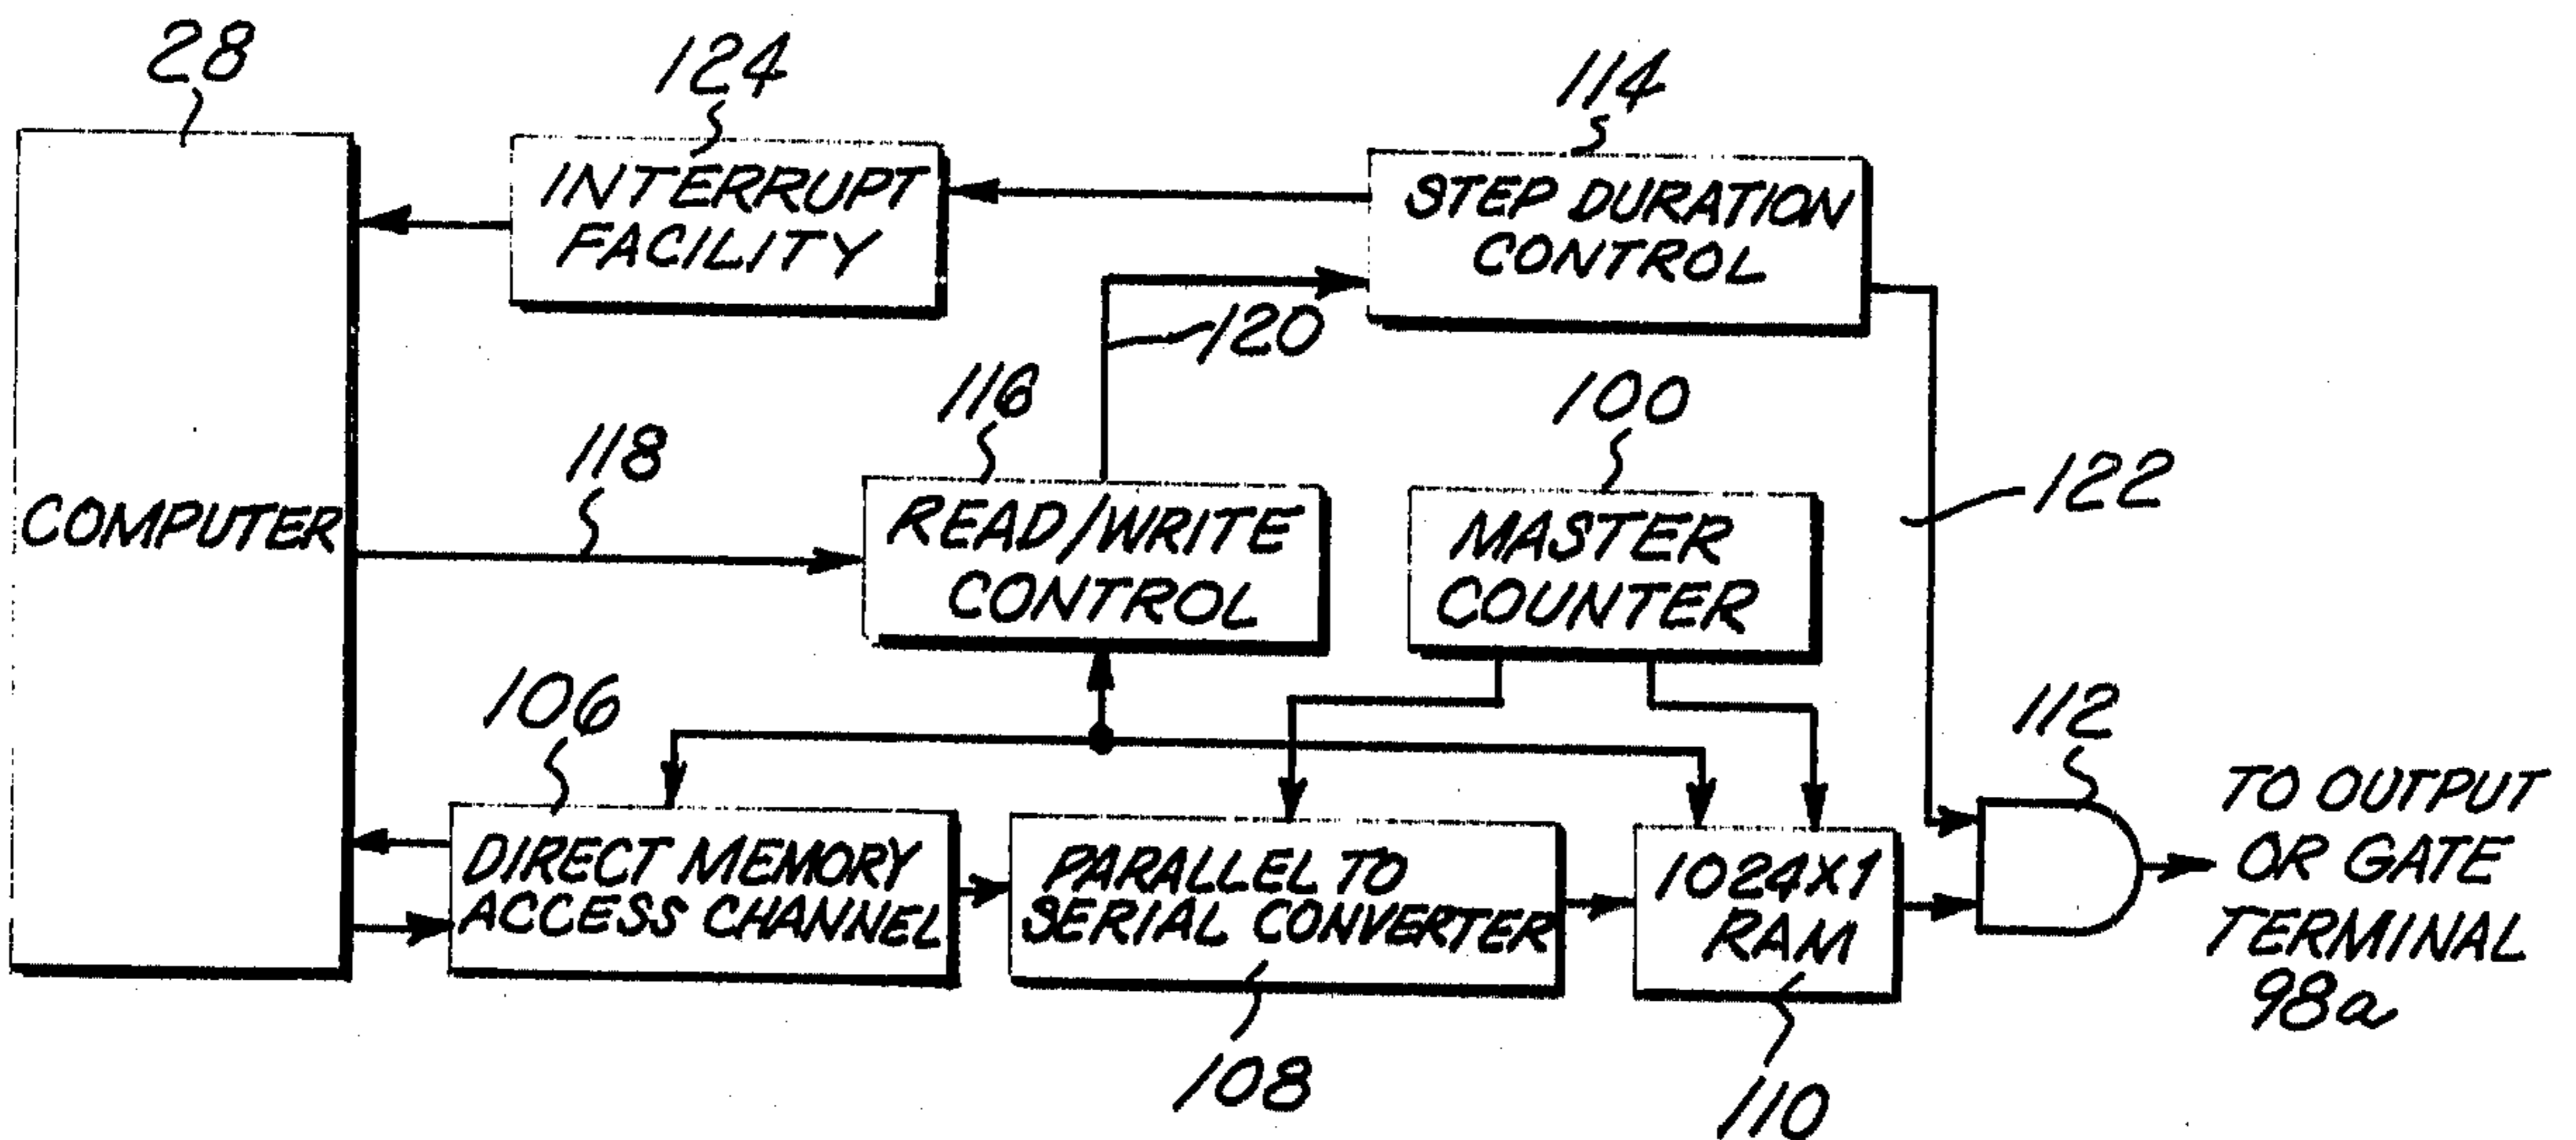 28
124
114
INTERRUPT
FACILITY
STEP DURATION
CONTROL
120
116
100
118
122
COMPUTER
READ/WRITE
CONTROL
MASTER
COUNTER
106
112
DIRECT MEMORY
ACCESS CHANNEL
PARALLEL TO
SERIAL CONVERTER
1024X1
RAM
TO OUTPUT
OR GATE
TERMINAL
98a
108
110